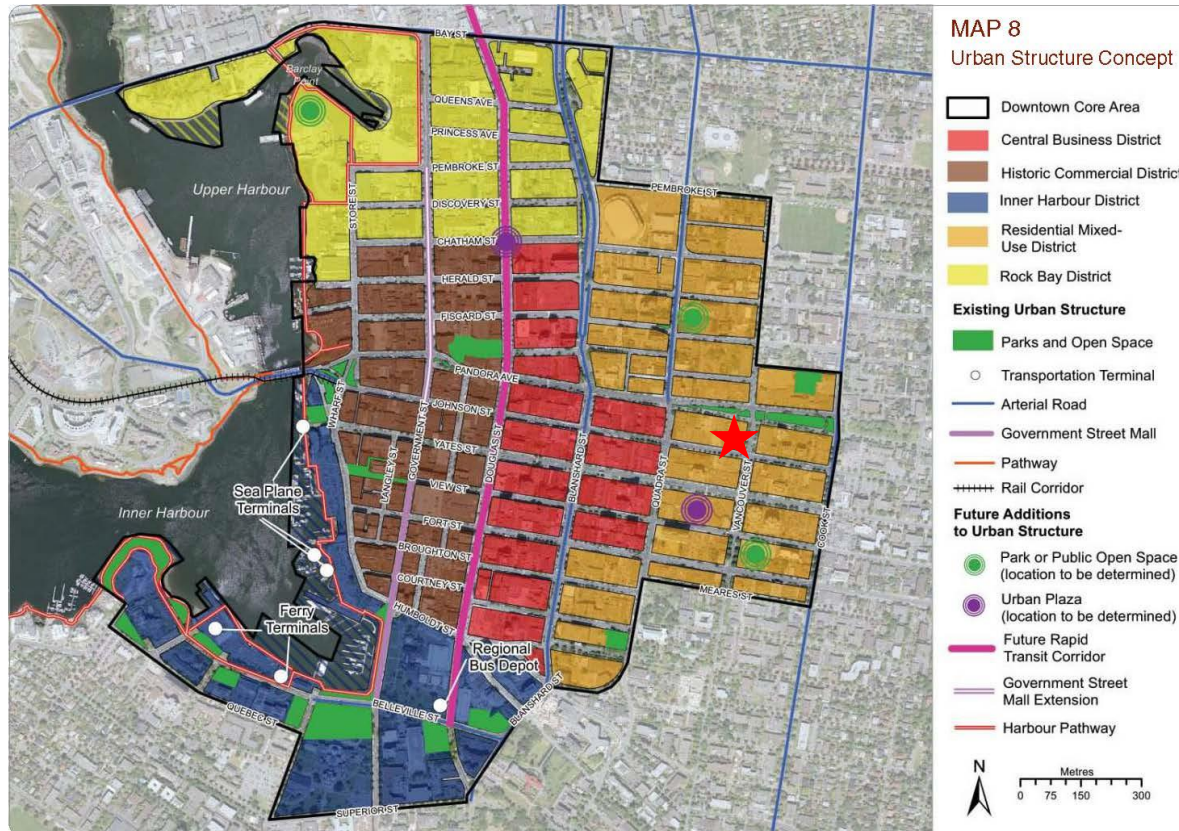 MAP 8
Urban Structure Concept
Downtown Core Area
Central Business District
Historic Commercial District
Inner Harbour District
Residential Mixed-
Use District
Rock Bay District
Existing Urban Structure
Parks and Open Space
Transportation Terminal
Arterial Road
Government Street Mall
Pathway
Rail Corridor
Future Additions
to Urban Structure
Park or Public Open Space
(location to be determined)
Urban Plaza
(location to be determined)
Future Rapid
Transit Corridor
Government Street
Mall Extension
Harbour Pathway
N
Metres
0 75 150 300
BAY ST
Barclay
Point
QUEENS AVE
PRINCESS AVE
PEMBROKE ST
PEMBROKE ST
Upper Harbour
STORE ST
DISCOVERY ST
CHATHAM ST
HERALD ST
FISGARD ST
PANDORA AVE
WHARF ST
JOHNSON ST
GOVERNMENT ST
YATES ST
DOUGLAS ST
BLANSHARD ST
LANGLEY ST
VIEW ST
QUADRA ST
VANCOUVER ST
COOK ST
Sea Plane
Terminals
Inner Harbour
FORT ST
BROUGHTON ST
COURTNEY ST
MEARES ST
HUMBOLDT ST
Ferry
Terminals
Regional
Bus Depot
BELLEVILLE ST
BLANSHARD ST
QUEBEC ST
SUPERIOR ST